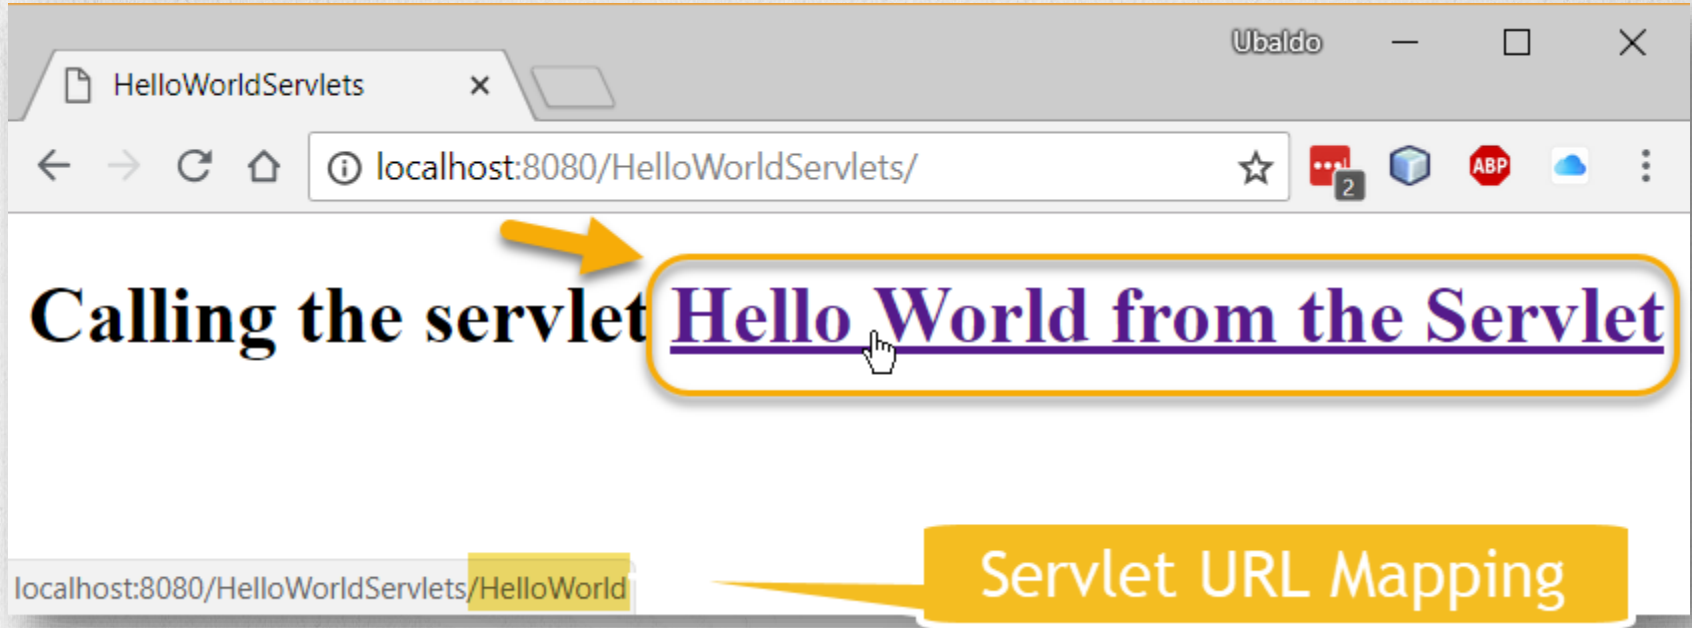 Ubaldo
HelloWorldServlets
localhost:8080/HelloWorldServlets/
2
ABP
Calling the servlet Hello World from the Servlet
Servlet URL Mapping
localhost:8080/HelloWorldServlets/HelloWorld